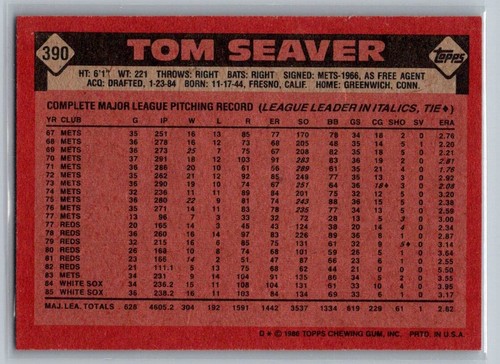 390
TOM SEAVER
topps
HT: 6'1" WT: 221 THROWS: RIGHT BATS: RIGHT SIGNED: METS-1966, AS FREE AGENT
ACQ: DRAFTED, 1-23-84 BORN: 11-17-44, FRESNO, CALIF. HOME: GREENWICH, CONN.
COMPLETE MAJOR LEAGUE PITCHING RECORD (LEAGUE LEADER IN ITALICS, TIE♦)
YR CLUB G IP W L R ER SO BB GS CG SHO SV ERA
67 METS 35 251 16 13 85 77 170 78 34 18 2 0 2.76
68 METS 36 278 16 12 73 68 205 48 35 14 5 1 2.20
69 METS 36 273 25 7 75 67 208 82 35 18 5 0 2.21
70 METS 37 291 18 12 103 91 283 83 36 19 2 0 2.81
71 METS 36 286 20 10 61 56 289 61 35 21 4 0 1.76
72 METS 35 262 21 12 92 85 249 77 35 13 3 0 2.92
73 METS 36 290 19 10 74 67 251 64 36 18♦ 3 0 2.08
74 METS 32 236 11 11 89 84 201 75 32 12 5 0 3.20
75 METS 36 280 22 9 81 74 243 88 36 15 5 0 2.38
76 METS 35 271 14 11 83 78 235 77 34 13 5 0 2.59
77 METS 13 96 7 3 33 32 72 28 13 5 3 0 3.00
77 REDS 20 165 14 3 45 43 124 38 20 14 4 0
78 REDS 36 260 16 14 97 83 226 89 36 8 1 0
79 REDS 32 215 16 6 85 75 131 61 32 9 5♦ 0 3.14
80 REDS 26 168 10 8 74 68 101 59 26 5 1 0 3.64
81 REDS 23 166 14 2 51 47 87 66 23 6 1 0 2.55
82 REDS 21 111.1 5 13 75 68 62 44 21 0 0 0 5.50
83 METS 34 231 9 14 104 91 135 86 34 5 2 0 3.55
84 WHITE SOX 34 236.2 15 11 108 104 131 61 33 10 4 0 3.95
85 WHITE SOX 35 238.2 16 11 103 84 134 69 33 6 1 0 3.17
MAJ. LEA. TOTALS 628 4605.2 304 192 1591 1442 3537 1334 619 229 61 1 2.82
D* © 1986 TOPPS CHEWING GUM, INC. PRTD. IN U.S.A.